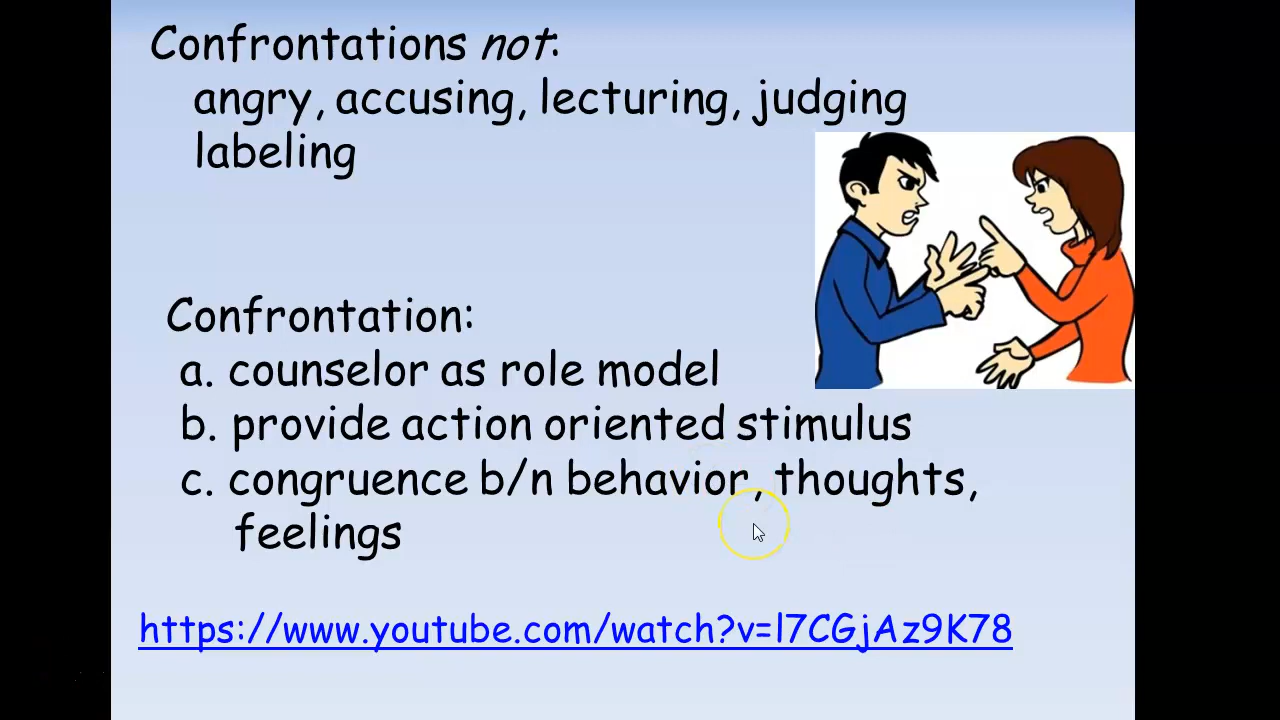 Confrontations not:
angry, accusing, lecturing, judging
labeling
Confrontation:
a. counselor as role model
b. provide action oriented stimulus
c. congruence b/n behavior, thoughts,
feelings
https://www.youtube.com/watch?v=l7CGjAz9K78